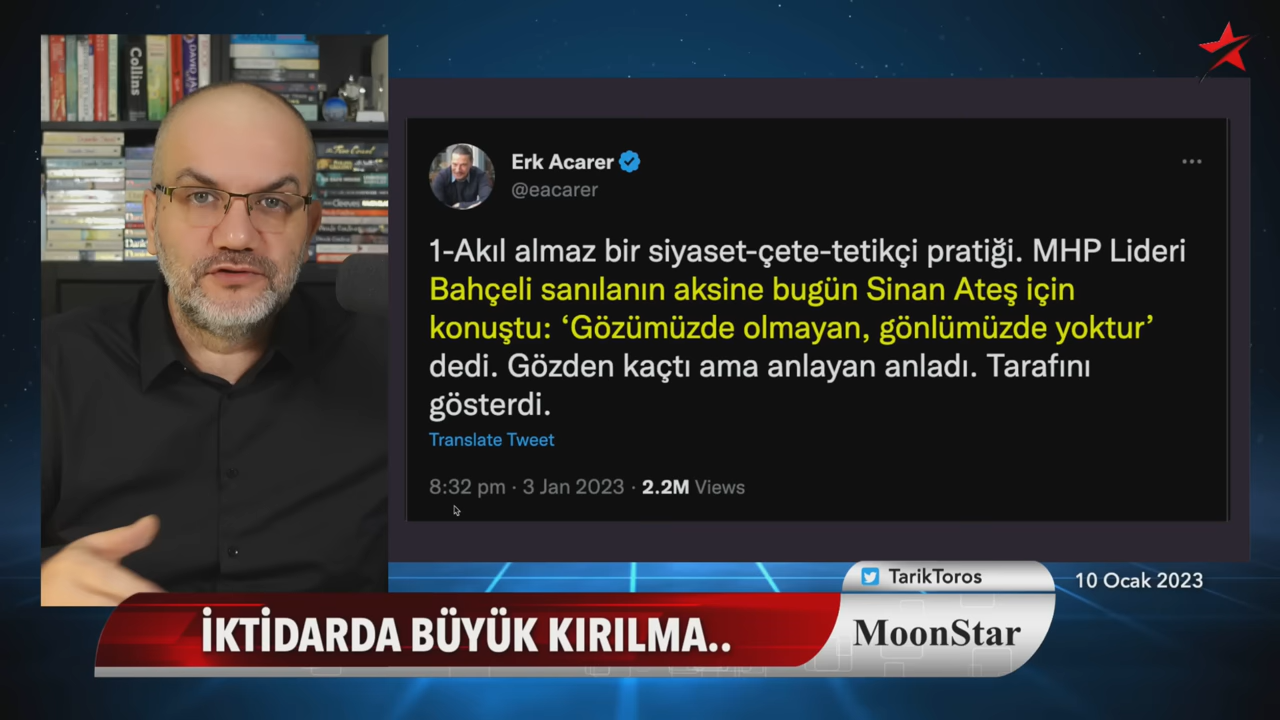 Collins
Erk Acarer
@eacarer
1-Akıl almaz bir siyaset-çete-tetikçi pratiği. MHP Lideri
Bahçeli sanılanın aksine bugün Sinan Ateş için
konuştu: ‘Gözümüzde olmayan, gönlümüzde yoktur’
dedi. Gözden kaçtı ama anlayan anladı. Tarafını
gösterdi.
Translate Tweet
8:32 pm · 3 Jan 2023 · 2.2M Views
TarikToros
10 Ocak 2023
İKTİDARDA BÜYÜK KIRILMA..
MoonStar